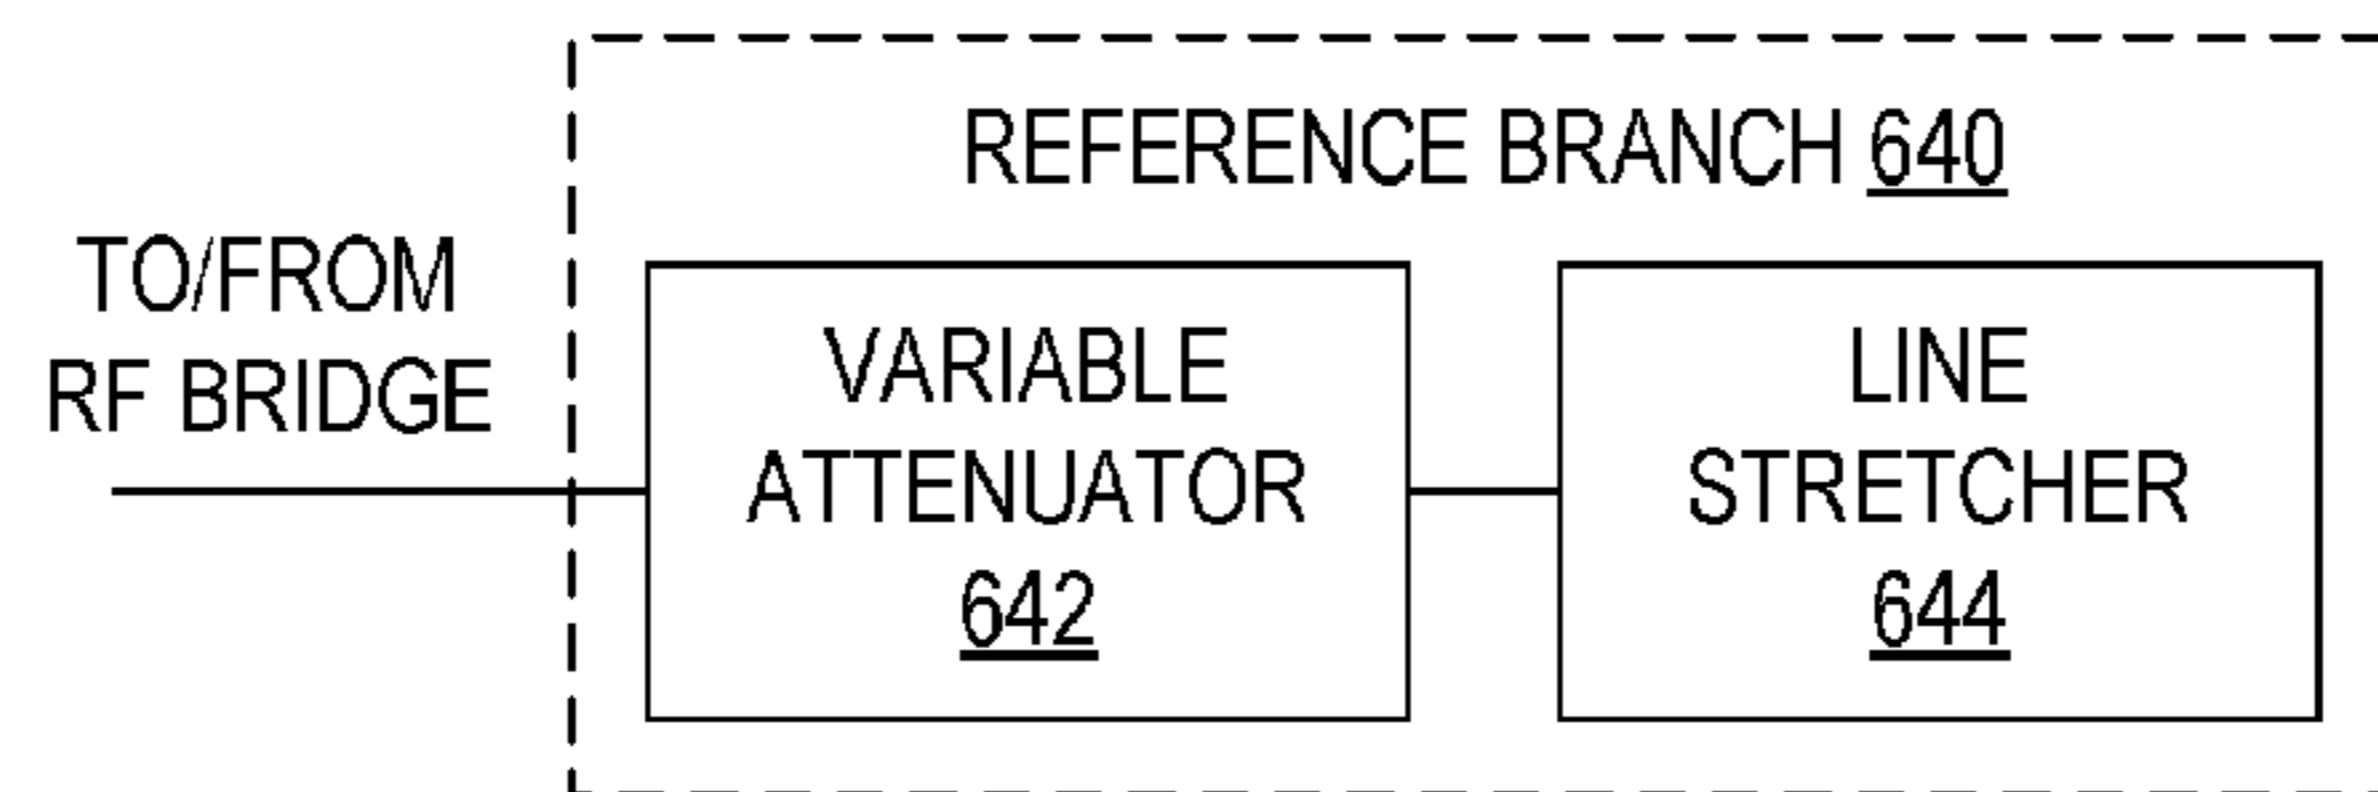 REFERENCE BRANCH 640
TO/FROM
RF BRIDGE
VARIABLE
ATTENUATOR
642
LINE
STRETCHER
644